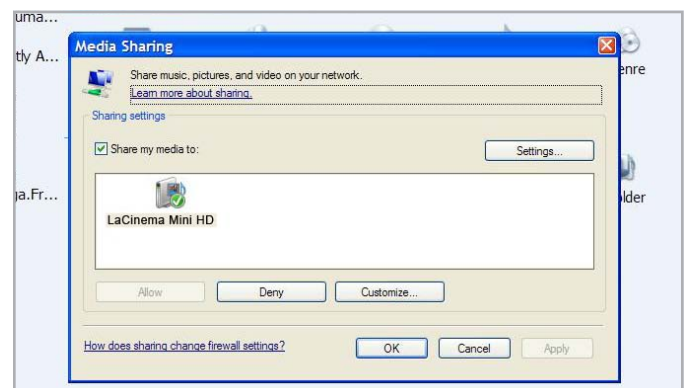 uma...
Media Sharing
tly A...
enre
Share music, pictures, and video on your network.
Learn more about sharing.
Sharing settings
Share my media to:
Settings...
ga.Fr...
lder
LaCinema Mini HD
Allow
Deny
Customize...
How does sharing change firewall settings?
OK
Cancel
Apply